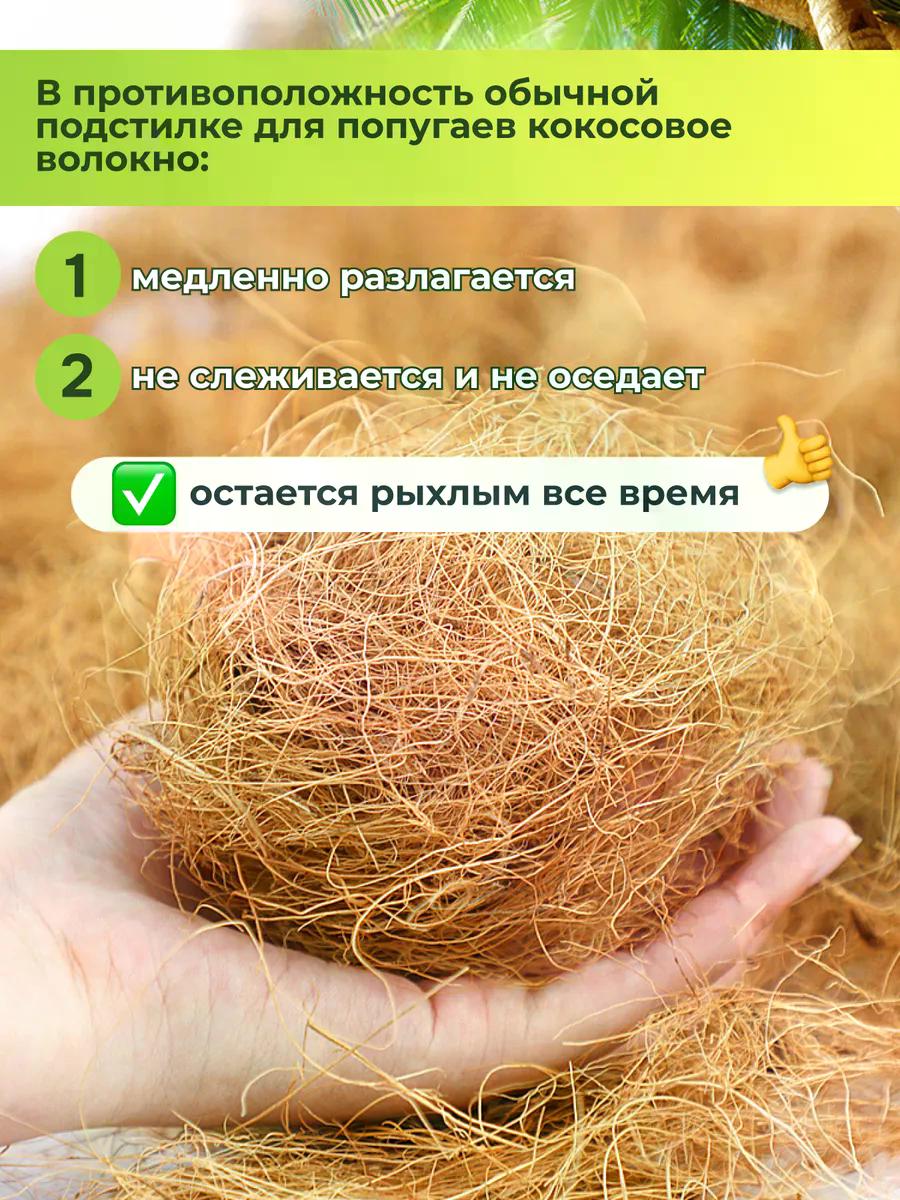 В противоположность обычной
подстилке для попугаев кокосовое
волокно:
1 медленно разлагается
2 не слеживается и не оседает
остается рыхлым все время